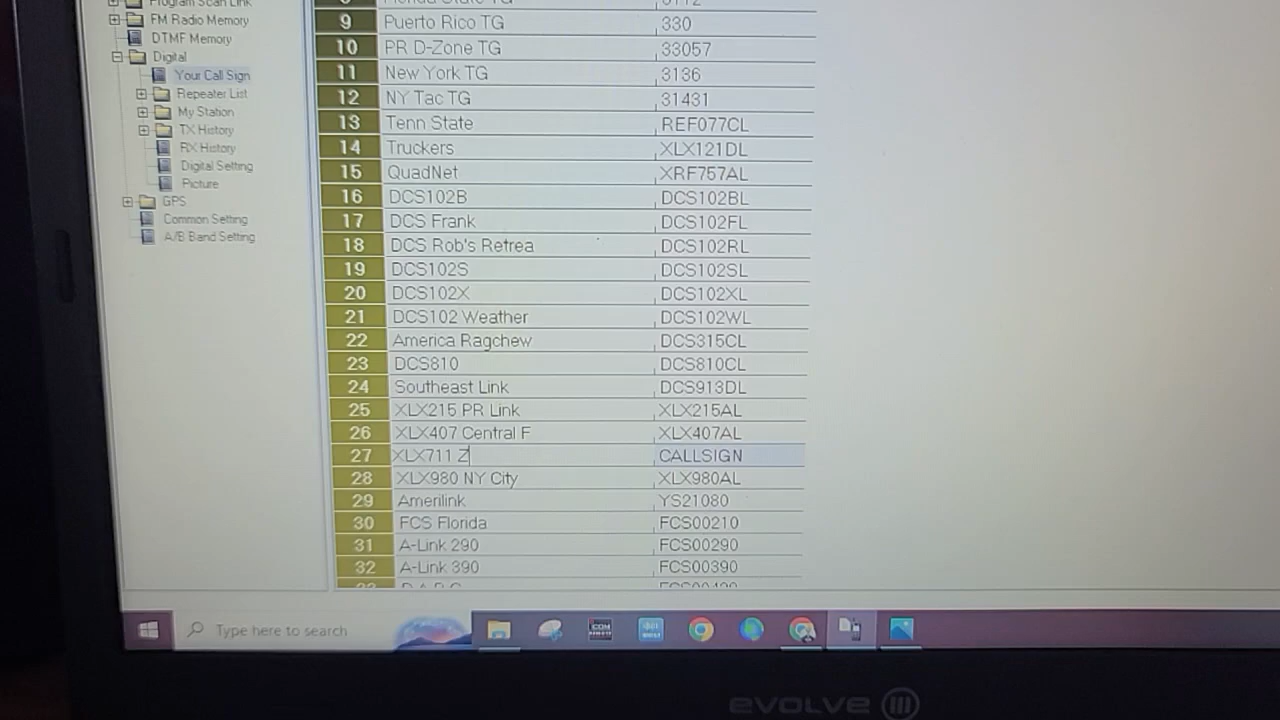 Program Scan Link
FM Radio Memory
DTMF Memory
Digital
Your Call Sign
Repeater List
My Station
TX History
RX History
Digital Setting
Picture
GPS
Common Setting
A/B Band Setting
9 Puerto Rico TG 330
10 PR D-Zone TG 33057
11 New York TG 3136
12 NY Tac TG 31431
13 Tenn State REF077CL
14 Truckers XLX121DL
15 QuadNet XRF757AL
16 DCS102B DCS102BL
17 DCS Frank DCS102FL
18 DCS Rob's Retrea DCS102RL
19 DCS102S DCS102SL
20 DCS102X DCS102XL
21 DCS102 Weather DCS102WL
22 America Ragchew DCS315CL
23 DCS810 DCS810CL
24 Southeast Link DCS913DL
25 XLX215 PR Link XLX215AL
26 XLX407 Central F XLX407AL
27 XLX711 Z CALLSIGN
28 XLX980 NY City XLX980AL
29 Amerilink YS21080
30 FCS Florida FCS00210
31 A-Link 290 FCS00290
32 A-Link 390 FCS00390
Type here to search
ICOM
EVOLVE III